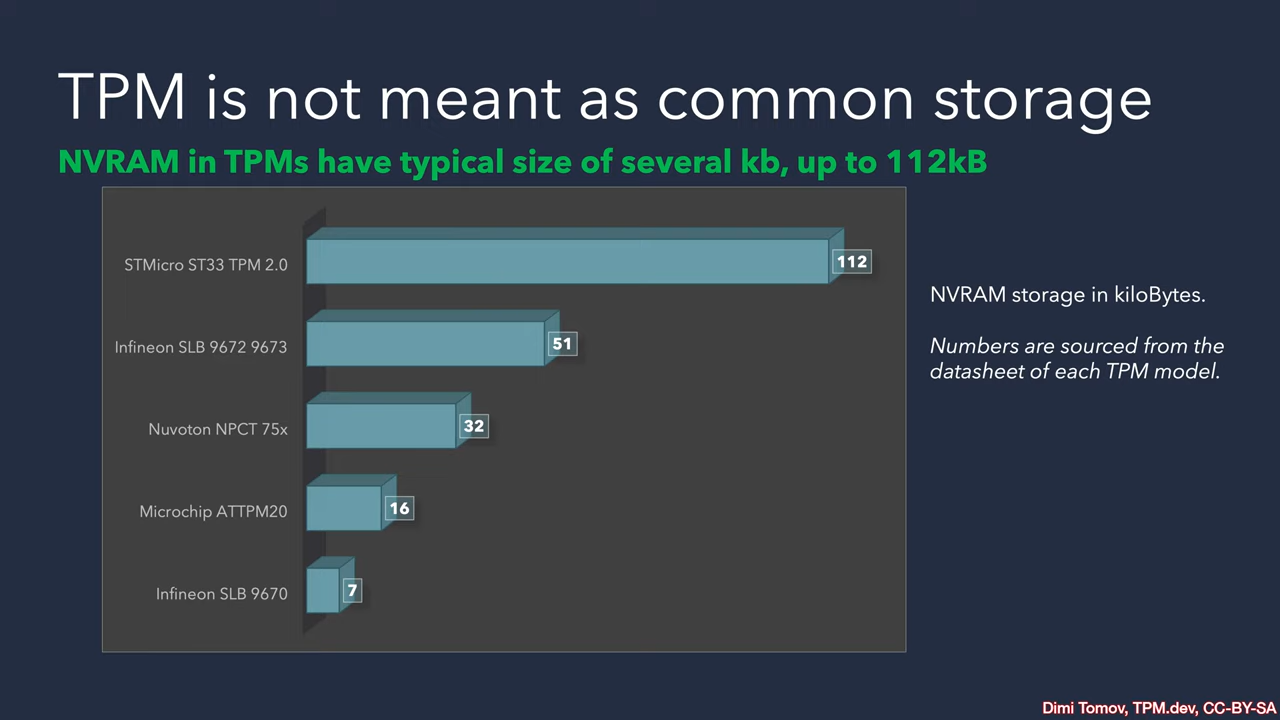 TPM is not meant as common storage
NVRAM in TPMs have typical size of several kb, up to 112kB
STMicro ST33 TPM 2.0
112
Infineon SLB 9672 9673
51
Nuvoton NPCT 75x
32
Microchip ATTPM20
16
Infineon SLB 9670
7
NVRAM storage in kiloBytes.
Numbers are sourced from the
datasheet of each TPM model.
Dimi Tomov, TPM.dev, CC-BY-SA